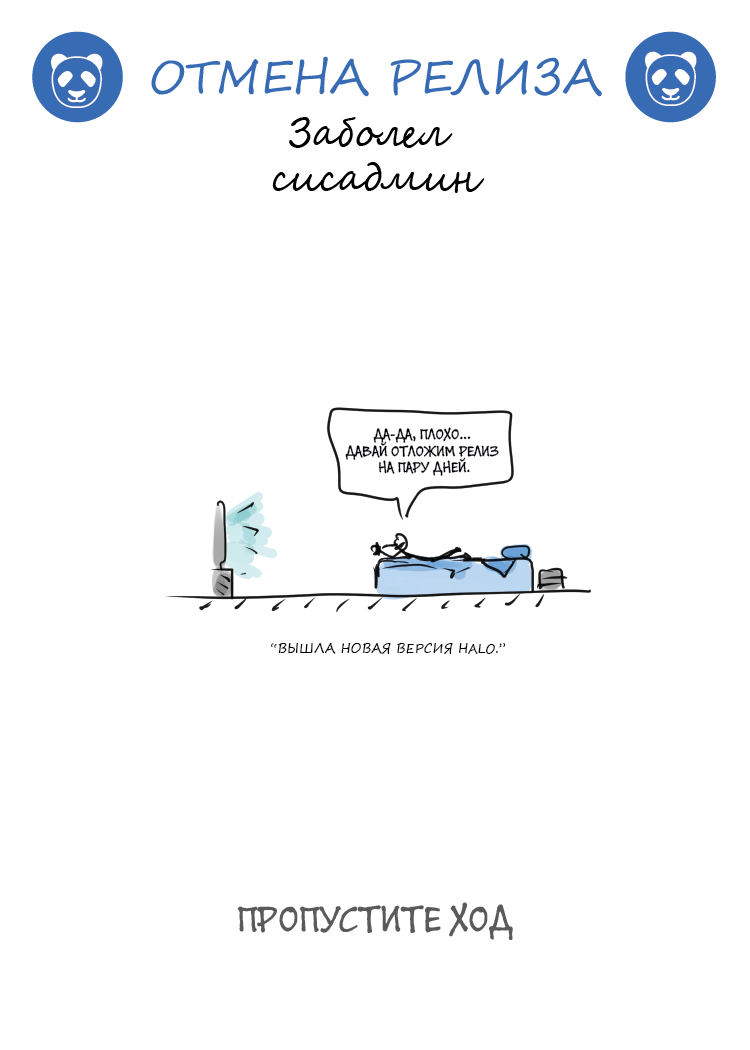 ОТМЕНА РЕЛИЗА
Заболел
сисадмин
ДА-ДА, ПЛОХО...
ДАВАЙ ОТЛОЖИМ РЕЛИЗ
НА ПАРУ ДНЕЙ.
“ВЫШЛА НОВАЯ ВЕРСИЯ HALO.”
ПРОПУСТИТЕ ХОД